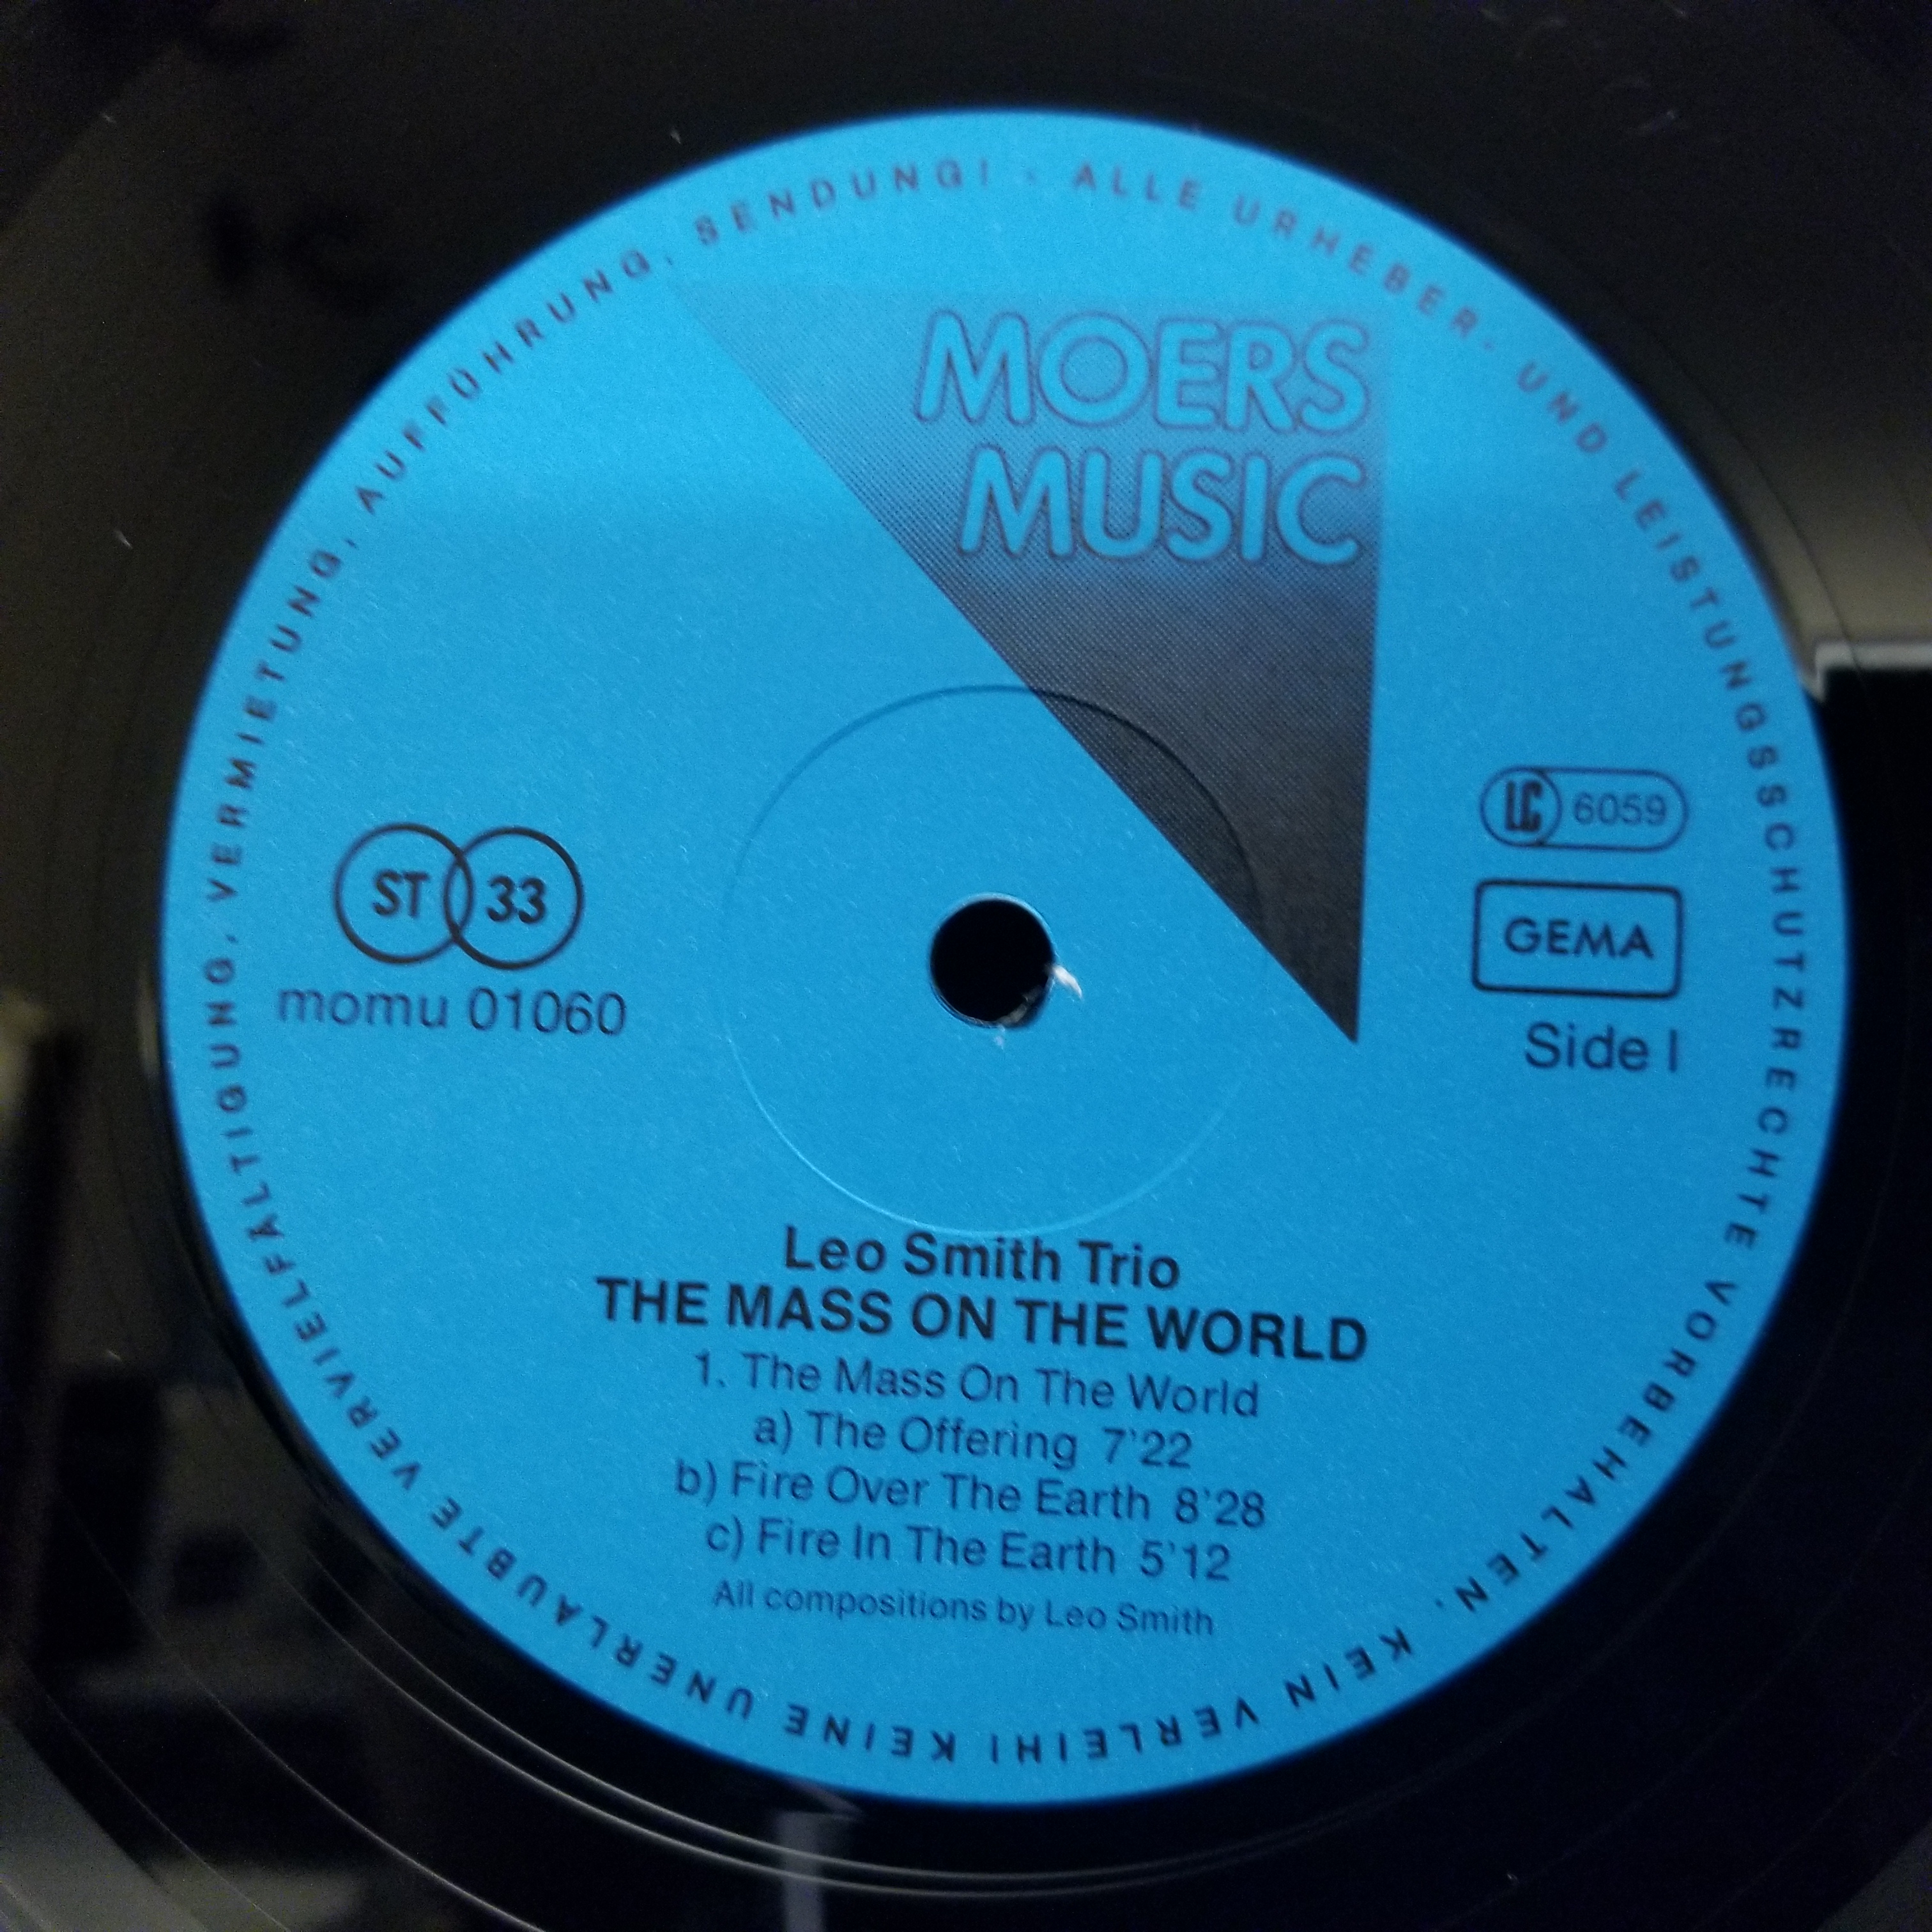 MOERS
MUSIC
LC 6059
GEMA
Side I
ST 33
momu 01060
Leo Smith Trio
THE MASS ON THE WORLD
1. The Mass On The World
a) The Offering 7'22
b) Fire Over The Earth 8'28
c) Fire In The Earth 5'12
All compositions by Leo Smith
ALLE URHEBER- UND LEISTUNGSSCHUTZRECHTE VORBEHALTEN. KEIN VERLEIH! KEINE UNERLAUBTE VERVIELFÄLTIGUNG, VERMIETUNG, AUFFÜHRUNG, SENDUNG! -